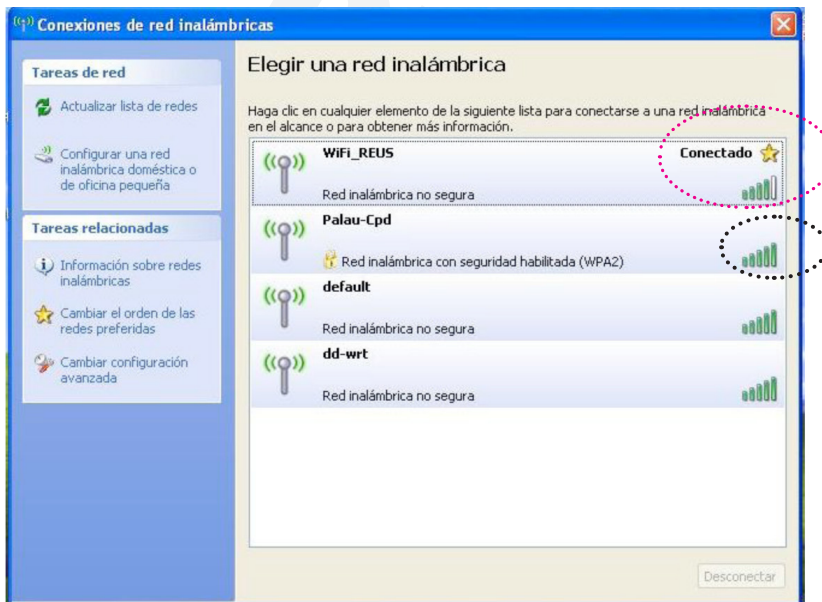 Conexiones de red inalámbricas
Tareas de red
Actualizar lista de redes
Configurar una red
inalámbrica doméstica o
de oficina pequeña
Tareas relacionadas
Información sobre redes
inalámbricas
Cambiar el orden de las
redes preferidas
Cambiar configuración
avanzada
Elegir una red inalámbrica
Haga clic en cualquier elemento de la siguiente lista para conectarse a una red inalámbrica
en el alcance o para obtener más información.
WiFi_REUS
Conectado
Red inalámbrica no segura
Palau-Cpd
Red inalámbrica con seguridad habilitada (WPA2)
default
Red inalámbrica no segura
dd-wrt
Red inalámbrica no segura
Desconectar